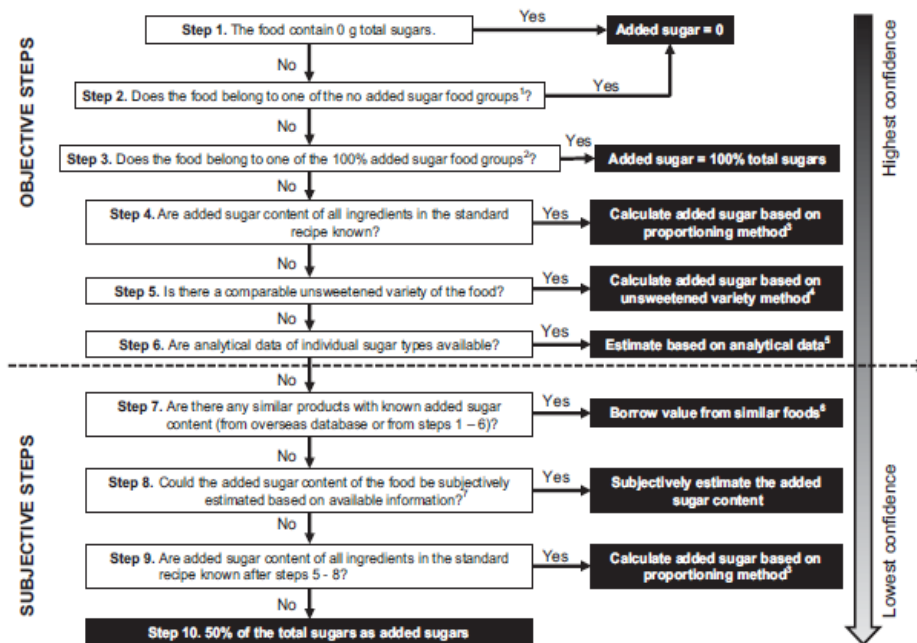 Step 1. The food contain 0 g total sugars.
Yes
Added sugar = 0
No
Step 2. Does the food belong to one of the no added sugar food groups¹?
Yes
No
Step 3. Does the food belong to one of the 100% added sugar food groups²?
Yes
Added sugar = 100% total sugars
No
Step 4. Are added sugar content of all ingredients in the standard
recipe known?
Yes
Calculate added sugar based on
proportioning method³
No
Step 5. Is there a comparable unsweetened variety of the food?
Yes
Calculate added sugar based on
unsweetened variety method⁴
No
Step 6. Are analytical data of individual sugar types available?
Yes
Estimate based on analytical data⁵
No
Step 7. Are there any similar products with known added sugar
content (from overseas database or from steps 1 – 6)?
Yes
Borrow value from similar foods⁶
No
Step 8. Could the added sugar content of the food be subjectively
estimated based on available information?⁷
Yes
Subjectively estimate the added
sugar content
No
Step 9. Are added sugar content of all ingredients in the standard
recipe known after steps 5 - 8?
Yes
Calculate added sugar based on
proportioning method³
No
Step 10. 50% of the total sugars as added sugars
OBJECTIVE STEPS
SUBJECTIVE STEPS
Highest confidence
Lowest confidence